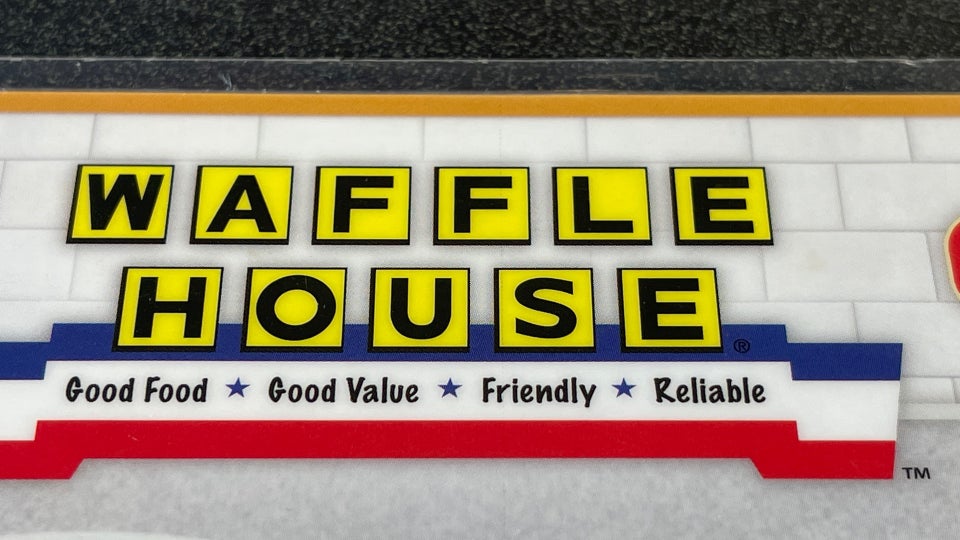 WAFFLE
HOUSE®
Good Food ★ Good Value ★ Friendly ★ Reliable
™